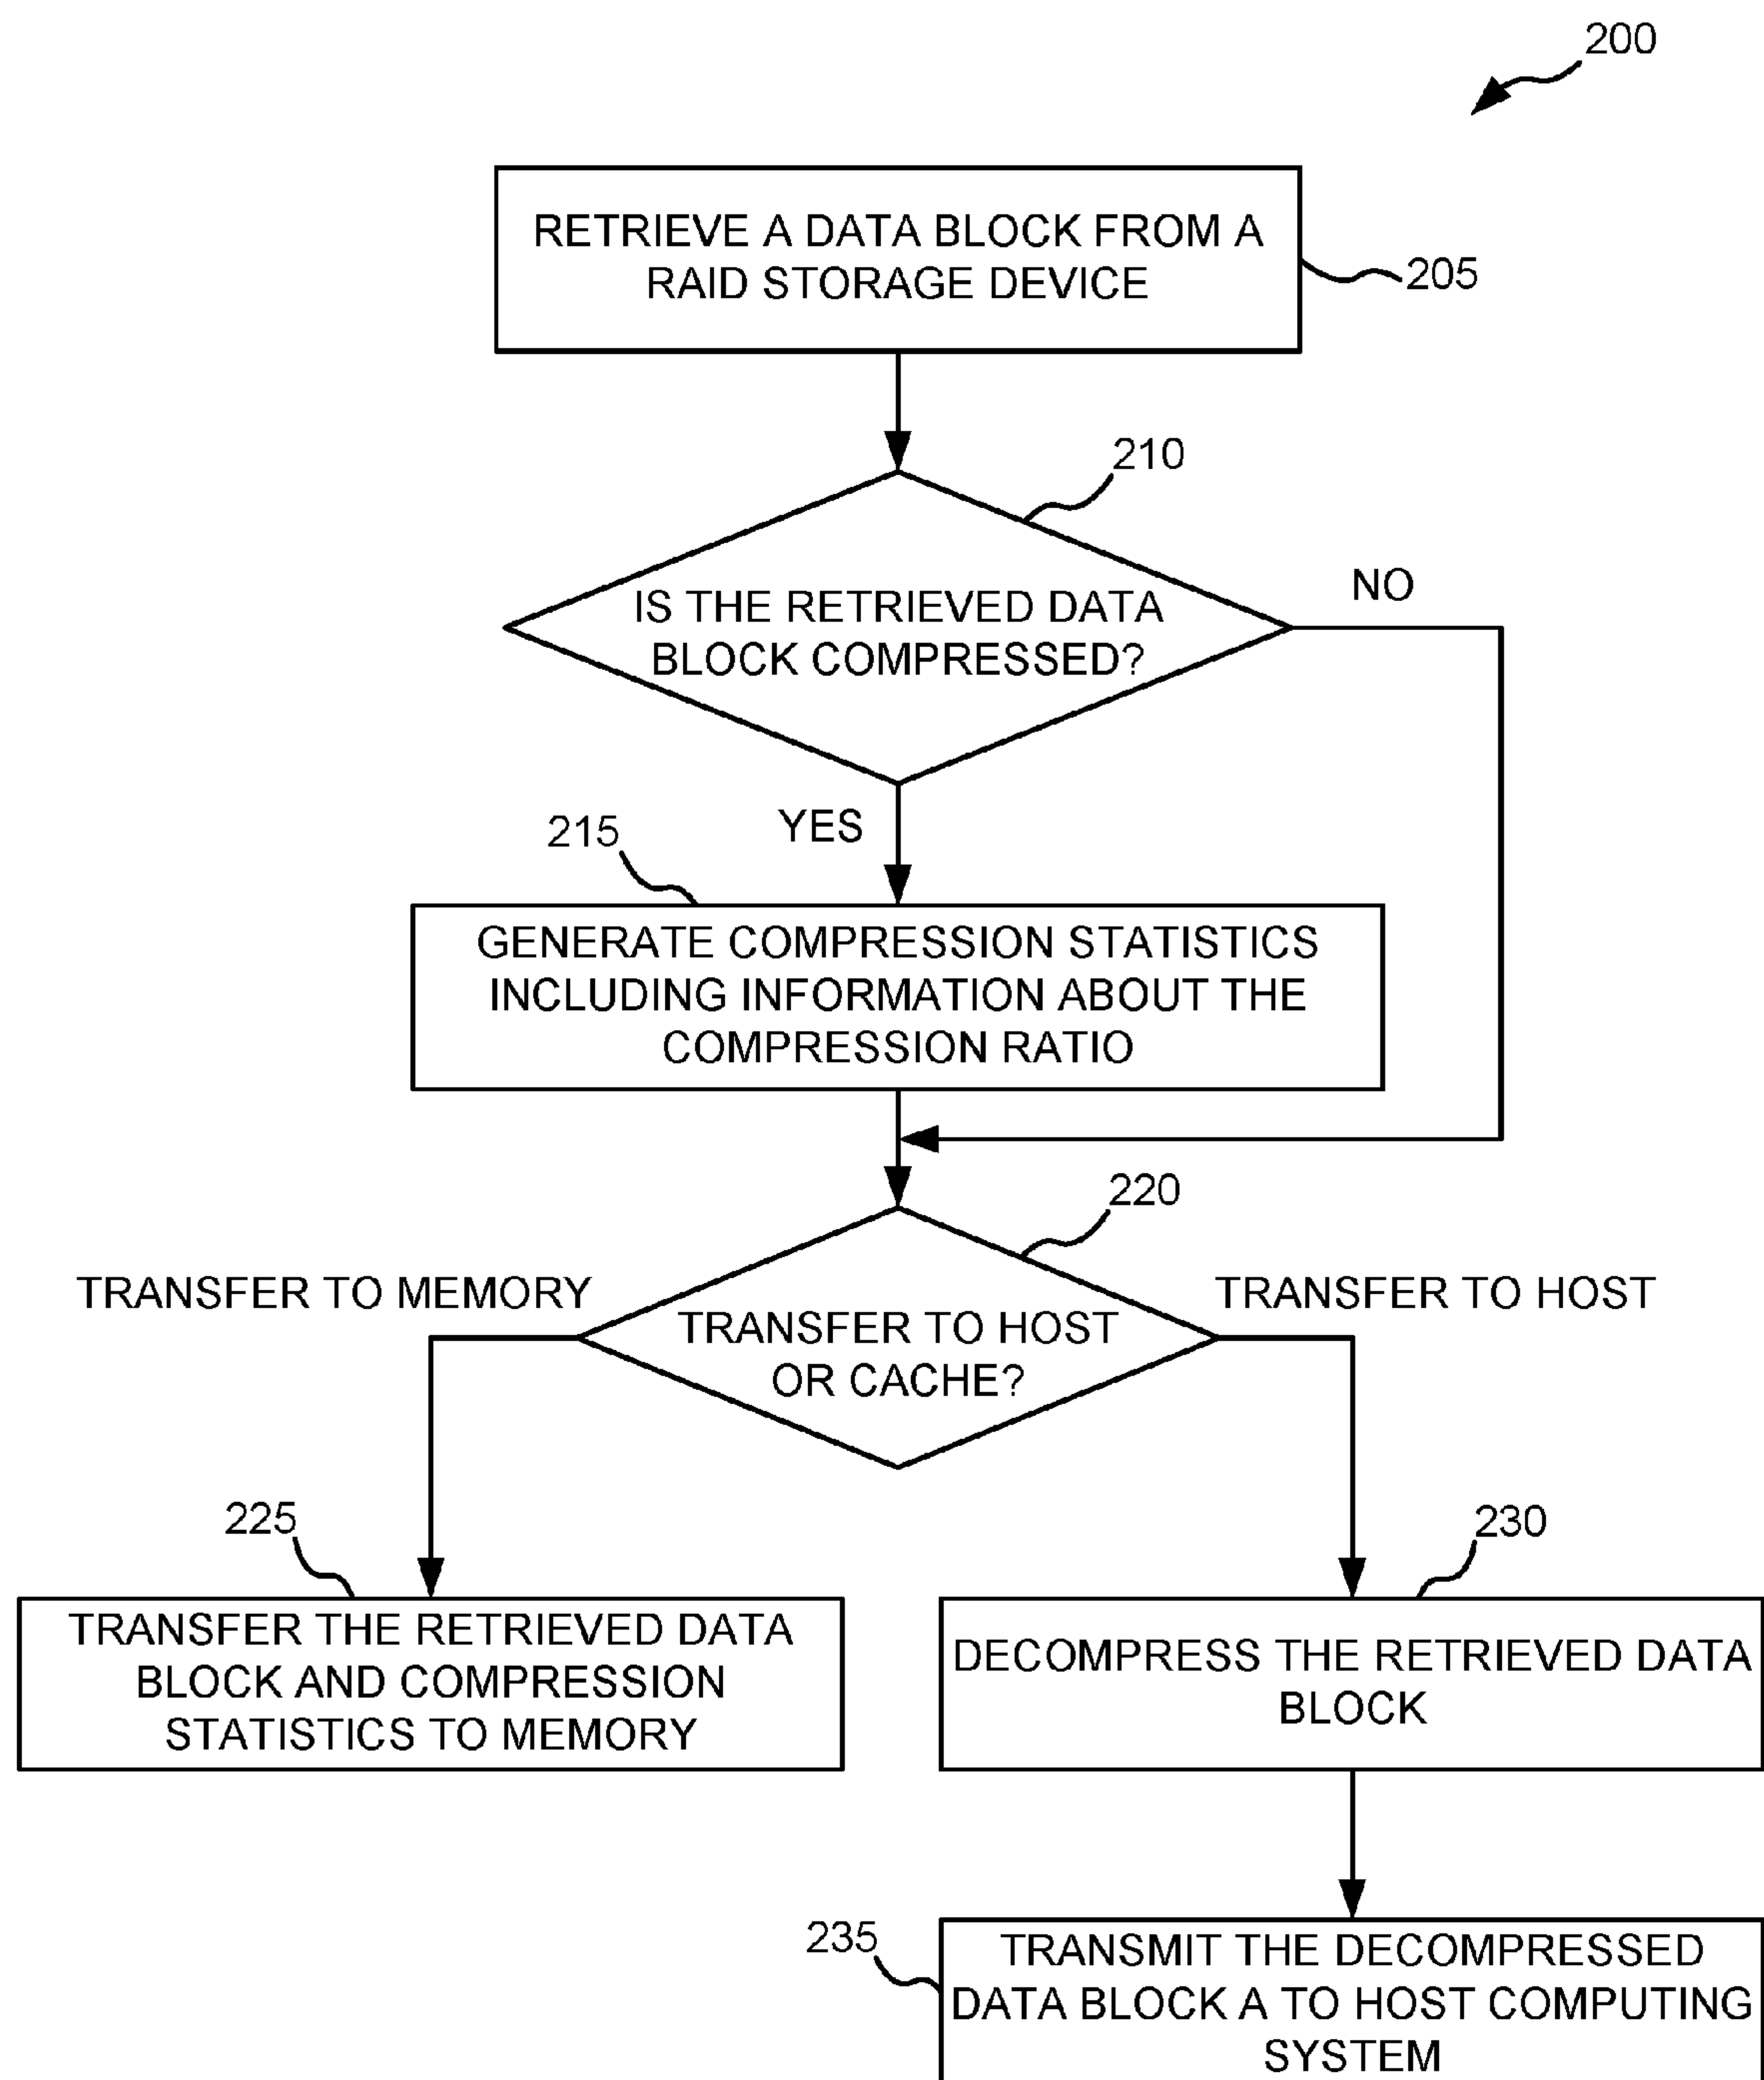 200
RETRIEVE A DATA BLOCK FROM A
RAID STORAGE DEVICE
205
210
IS THE RETRIEVED DATA
BLOCK COMPRESSED?
NO
YES
215
GENERATE COMPRESSION STATISTICS
INCLUDING INFORMATION ABOUT THE
COMPRESSION RATIO
220
TRANSFER TO MEMORY
TRANSFER TO HOST
OR CACHE?
TRANSFER TO HOST
225
TRANSFER THE RETRIEVED DATA
BLOCK AND COMPRESSION
STATISTICS TO MEMORY
230
DECOMPRESS THE RETRIEVED DATA
BLOCK
235
TRANSMIT THE DECOMPRESSED
DATA BLOCK A TO HOST COMPUTING
SYSTEM